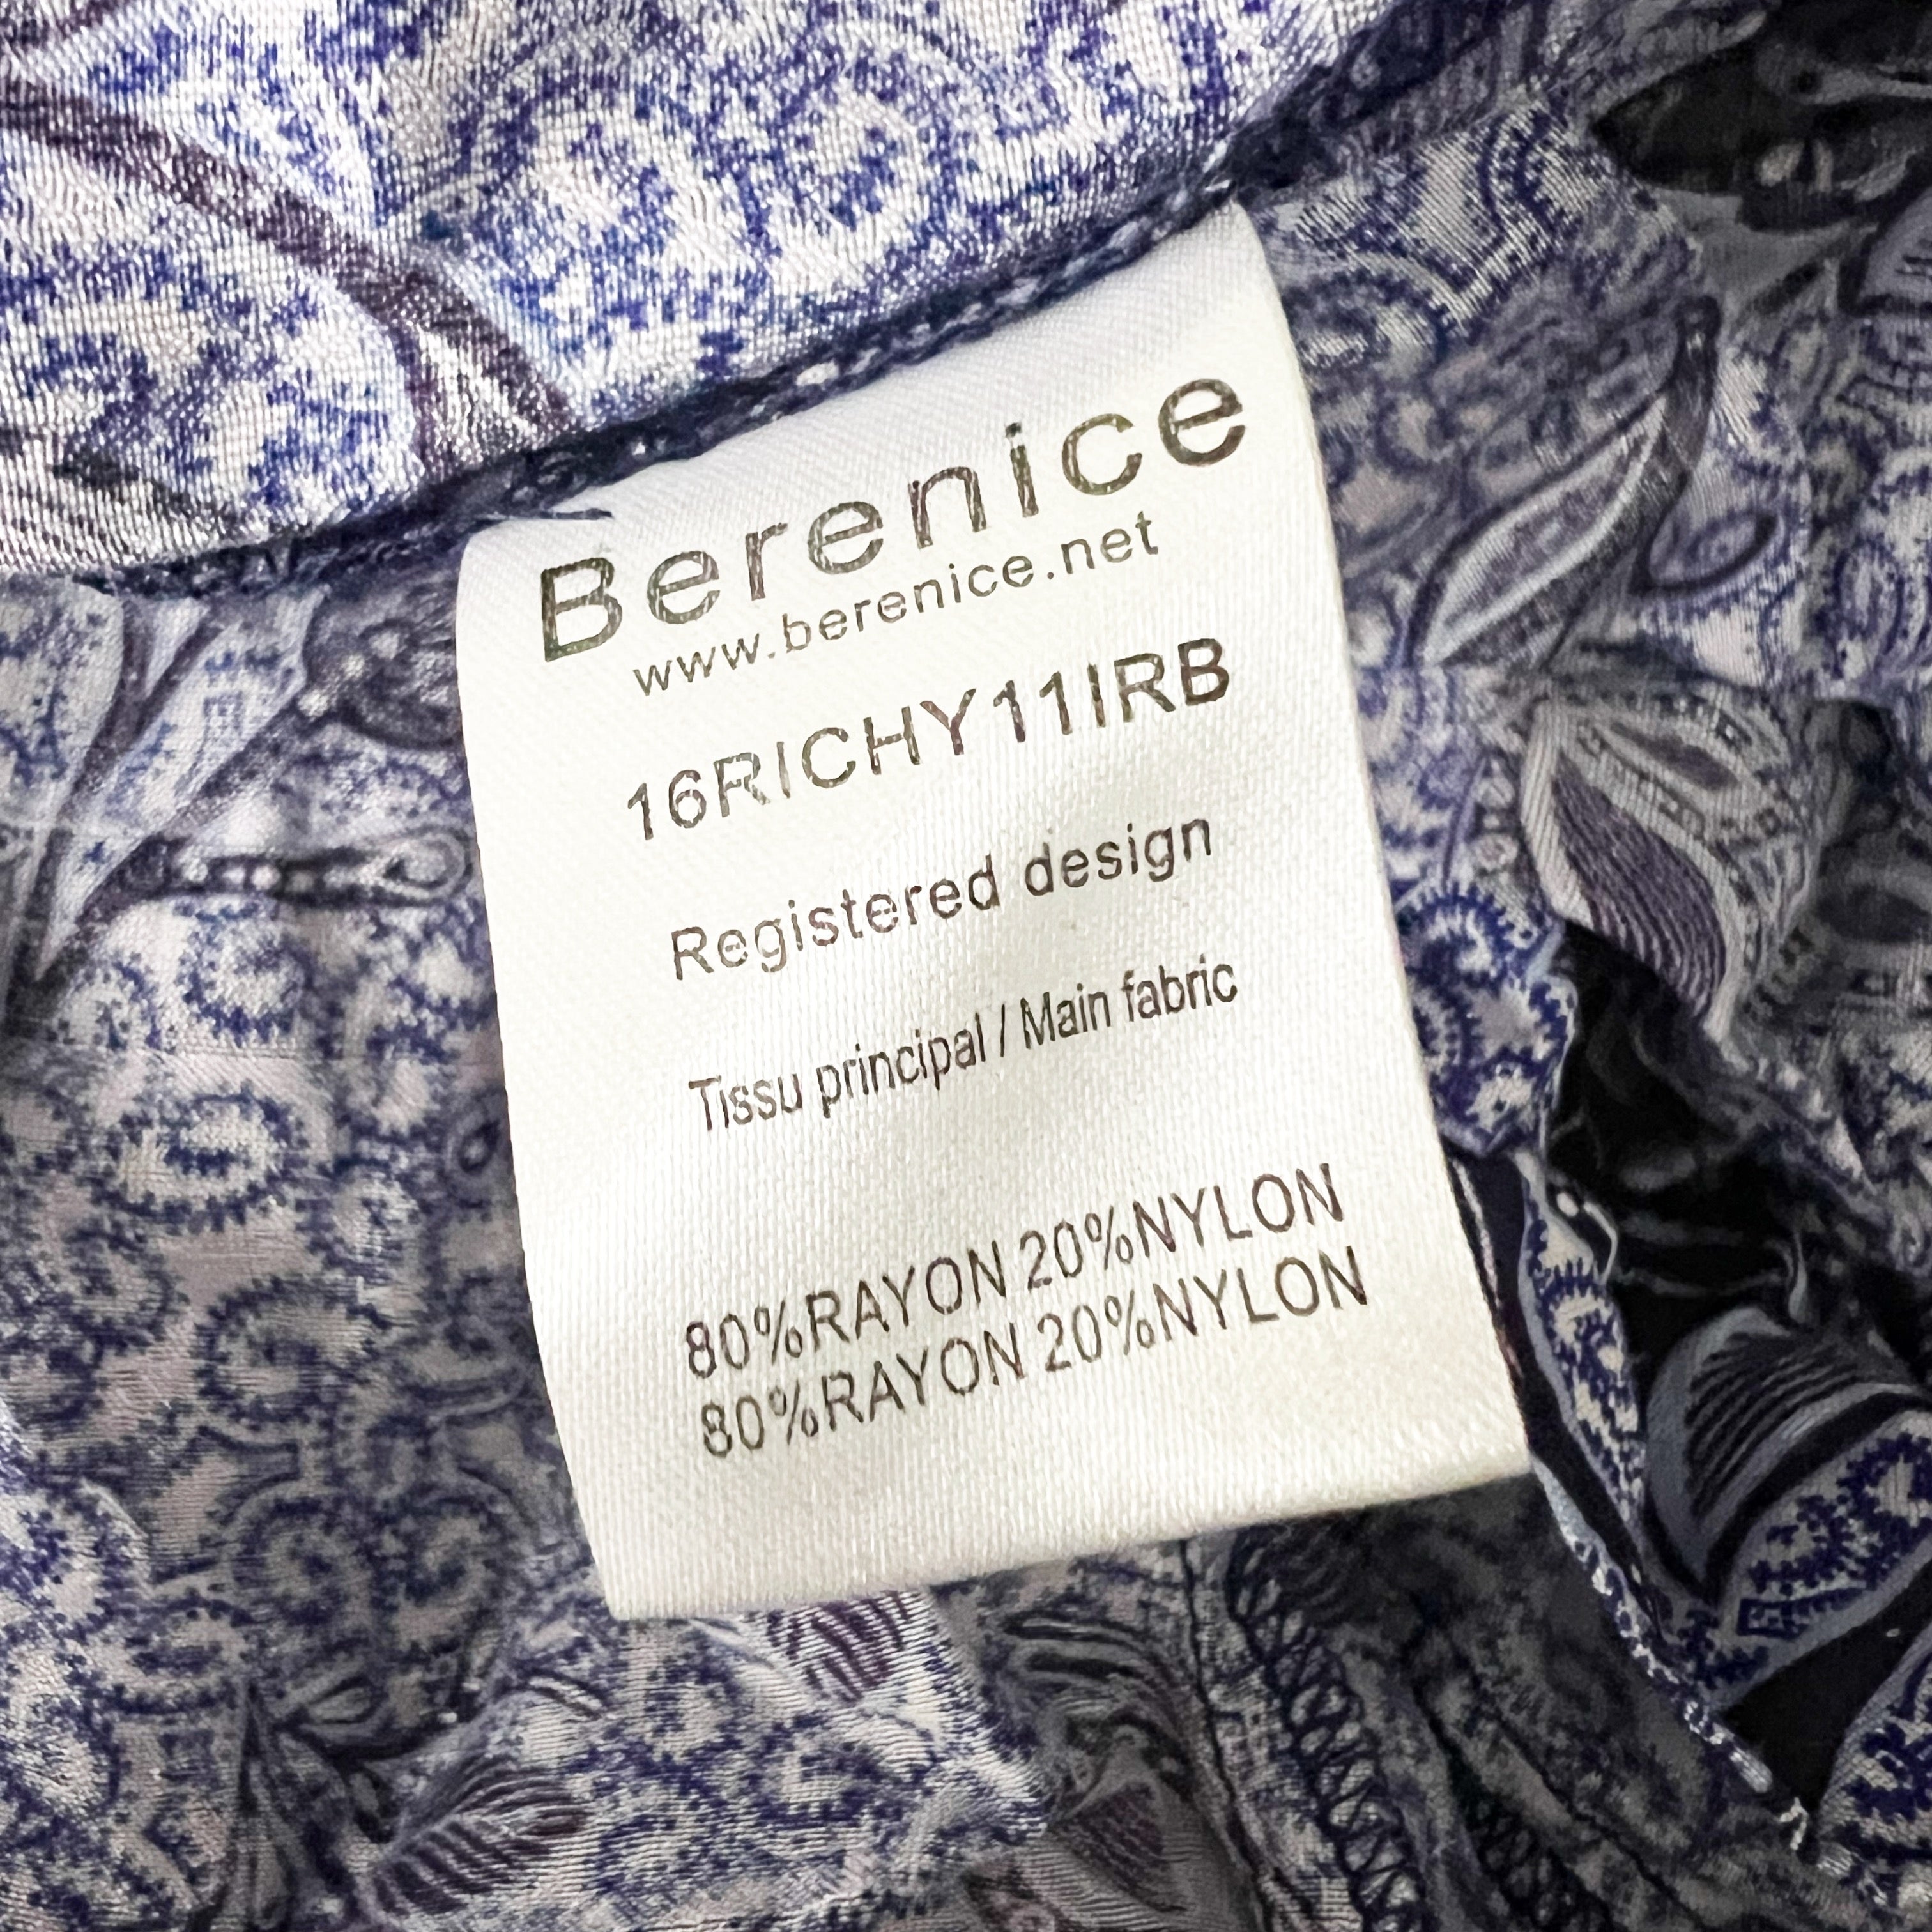 Berenice
www.berenice.net
16RICHY11IRB
Registered design
Tissu principal / Main fabric
80%RAYON 20%NYLON
80%RAYON 20%NYLON